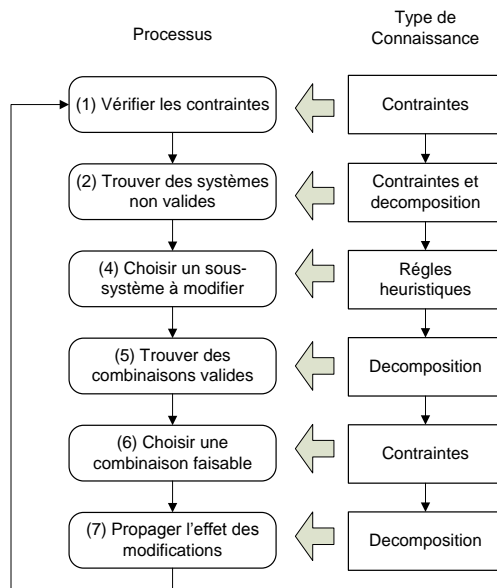 Processus
Type de
Connaissance
(1) Vérifier les contraintes
Contraintes
(2) Trouver des systèmes
non valides
Contraintes et
decomposition
(4) Choisir un sous-
système à modifier
Régles
heuristiques
(5) Trouver des
combinaisons valides
Decomposition
(6) Choisir une
combinaison faisable
Contraintes
(7) Propager l'effet des
modifications
Decomposition